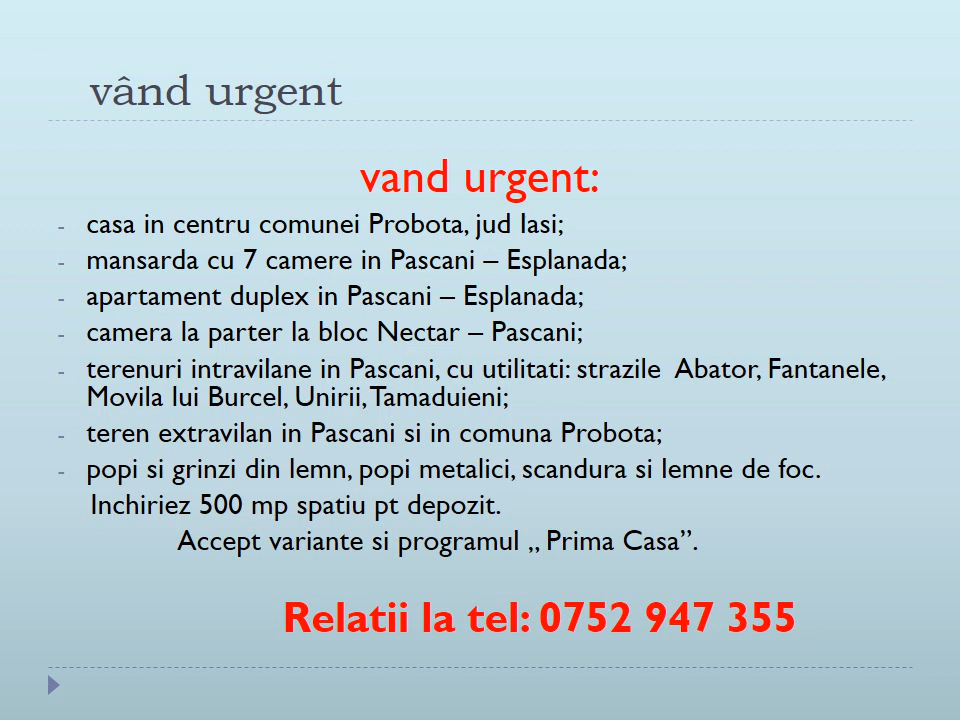 vând urgent
vand urgent:
- casa in centru comunei Probota, jud Iasi;
- mansarda cu 7 camere in Pascani – Esplanada;
- apartament duplex in Pascani – Esplanada;
- camera la parter la bloc Nectar – Pascani;
- terenuri intravilane in Pascani, cu utilitati: strazile  Abator, Fantanele,
Movila lui Burcel, Unirii, Tamaduieni;
- teren extravilan in Pascani si in comuna Probota;
- popi si grinzi din lemn, popi metalici, scandura si lemne de foc.
Inchiriez 500 mp spatiu pt depozit.
Accept variante si programul ,, Prima Casa”.
Relatii la tel: 0752 947 355